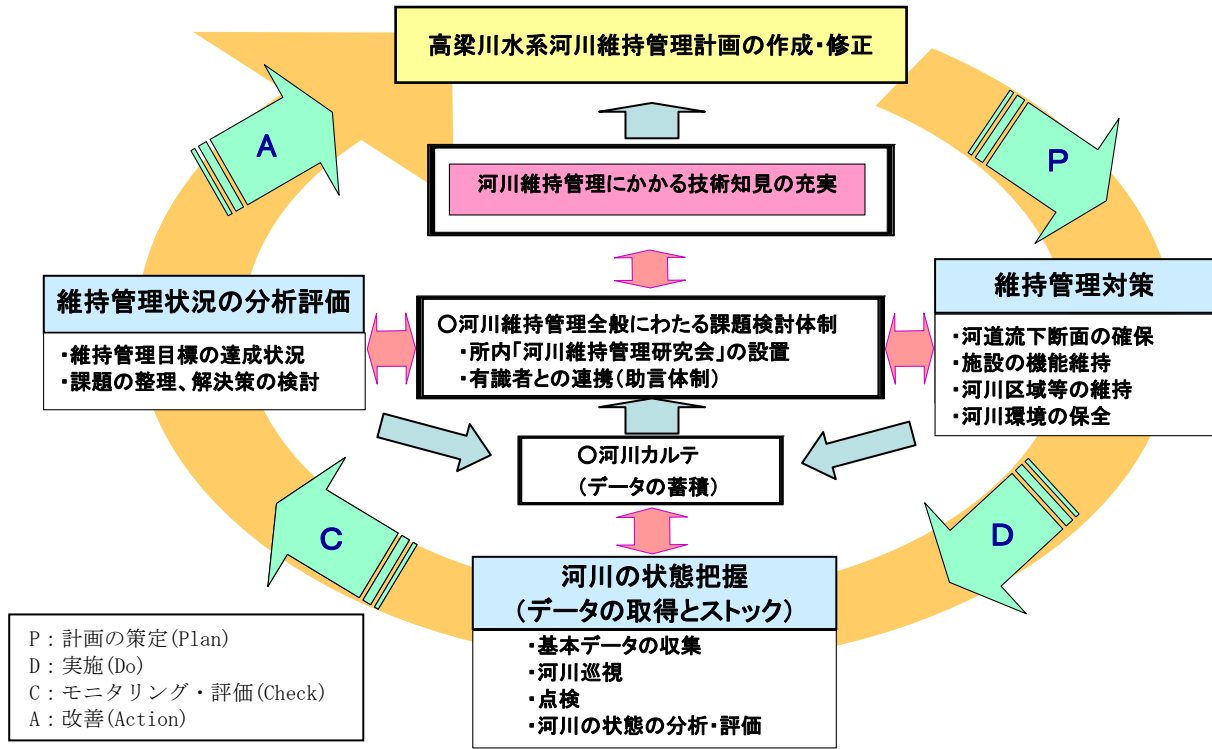 高梁川水系河川維持管理計画の作成・修正
A
P
河川維持管理にかかる技術知見の充実
維持管理状況の分析評価
・維持管理目標の達成状況
・課題の整理、解決策の検討
○河川維持管理全般にわたる課題検討体制
・所内「河川維持管理研究会」の設置
・有識者との連携(助言体制)
維持管理対策
・河道流下断面の確保
・施設の機能維持
・河川区域等の維持
・河川環境の保全
○河川カルテ
(データの蓄積)
C
D
河川の状態把握
(データの取得とストック)
・基本データの収集
・河川巡視
・点検
・河川の状態の分析・評価
P：計画の策定(Plan)
D：実施(Do)
C：モニタリング・評価(Check)
A：改善(Action)